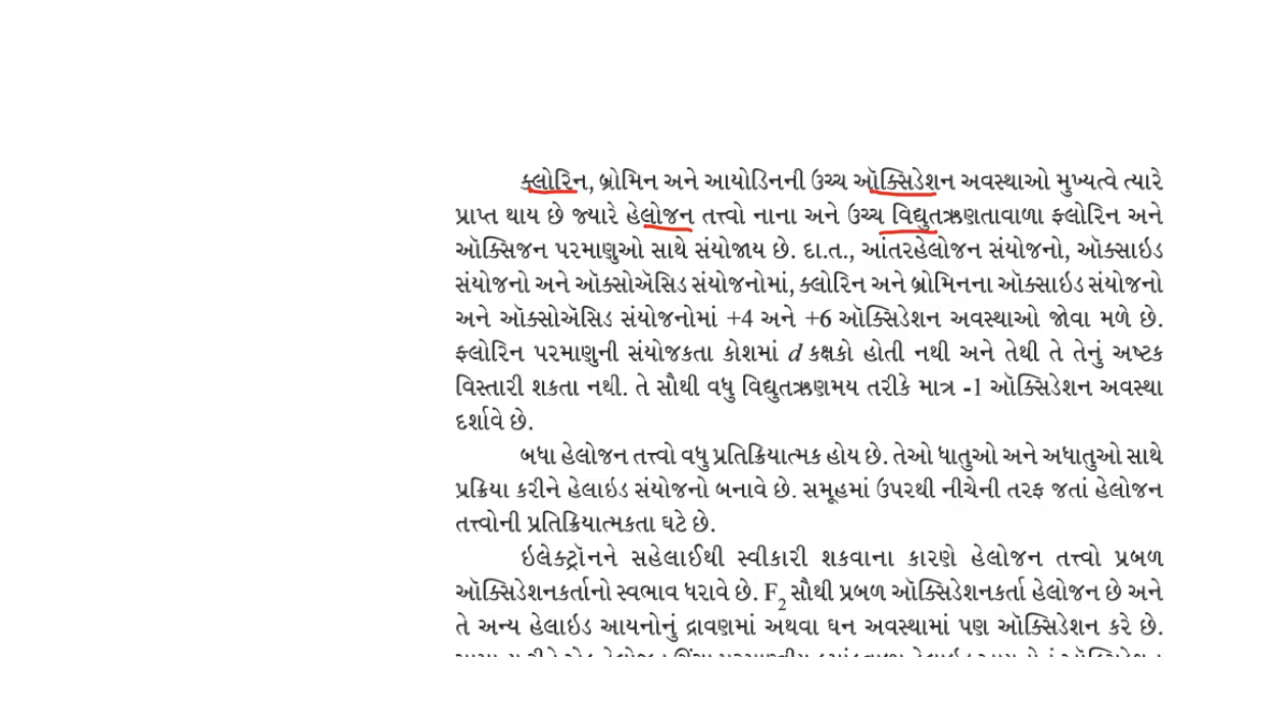 ક્લોરિન, બ્રોમિન અને આયોડિનની ઉચ્ચ ઑક્સિડેશન અવસ્થાઓ મુખ્યત્વે ત્યારે
પ્રાપ્ત થાય છે જ્યારે હેલોજન તત્ત્વો નાના અને ઉચ્ચ વિદ્યુતઋણતાવાળા ફ્લોરિન અને
ઑક્સિજન પરમાણુઓ સાથે સંયોજાય છે. દા.ત., આંતરહેલોજન સંયોજનો, ઑક્સાઇડ
સંયોજનો અને ઑક્સોઍસિડ સંયોજનોમાં, ક્લોરિન અને બ્રોમિનના ઑક્સાઇડ સંયોજનો
અને ઑક્સોઍસિડ સંયોજનોમાં +4 અને +6 ઑક્સિડેશન અવસ્થાઓ જોવા મળે છે.
ફ્લોરિન પરમાણુની સંયોજકતા કોશમાં d કક્ષકો હોતી નથી અને તેથી તે તેનું અષ્ટક
વિસ્તારી શકતા નથી. તે સૌથી વધુ વિદ્યુતઋણમય તરીકે માત્ર -1 ઑક્સિડેશન અવસ્થા
દર્શાવે છે.
બધા હેલોજન તત્ત્વો વધુ પ્રતિક્રિયાત્મક હોય છે. તેઓ ધાતુઓ અને અધાતુઓ સાથે
પ્રક્રિયા કરીને હેલાઇડ સંયોજનો બનાવે છે. સમૂહમાં ઉપરથી નીચેની તરફ જતાં હેલોજન
તત્ત્વોની પ્રતિક્રિયાત્મકતા ઘટે છે.
ઇલેક્ટ્રૉનને સહેલાઈથી સ્વીકારી શકવાના કારણે હેલોજન તત્ત્વો પ્રબળ
ઑક્સિડેશનકર્તાનો સ્વભાવ ધરાવે છે. F₂ સૌથી પ્રબળ ઑક્સિડેશનકર્તા હેલોજન છે અને
તે અન્ય હેલાઇડ આયનોનું દ્રાવણમાં અથવા ઘન અવસ્થામાં પણ ઑક્સિડેશન કરે છે.